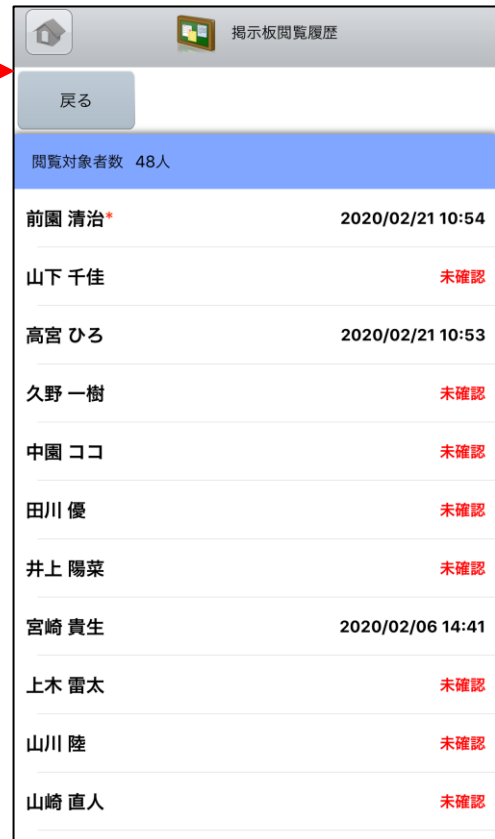 掲示板閲覧履歴
戻る
閲覧対象者数 48人
前園 清治* 2020/02/21 10:54
山下 千佳 未確認
高宮 ひろ 2020/02/21 10:53
久野 一樹 未確認
中園 ココ 未確認
田川 優 未確認
井上 陽菜 未確認
宮崎 貴生 2020/02/06 14:41
上木 雷太 未確認
山川 陸 未確認
山崎 直人 未確認